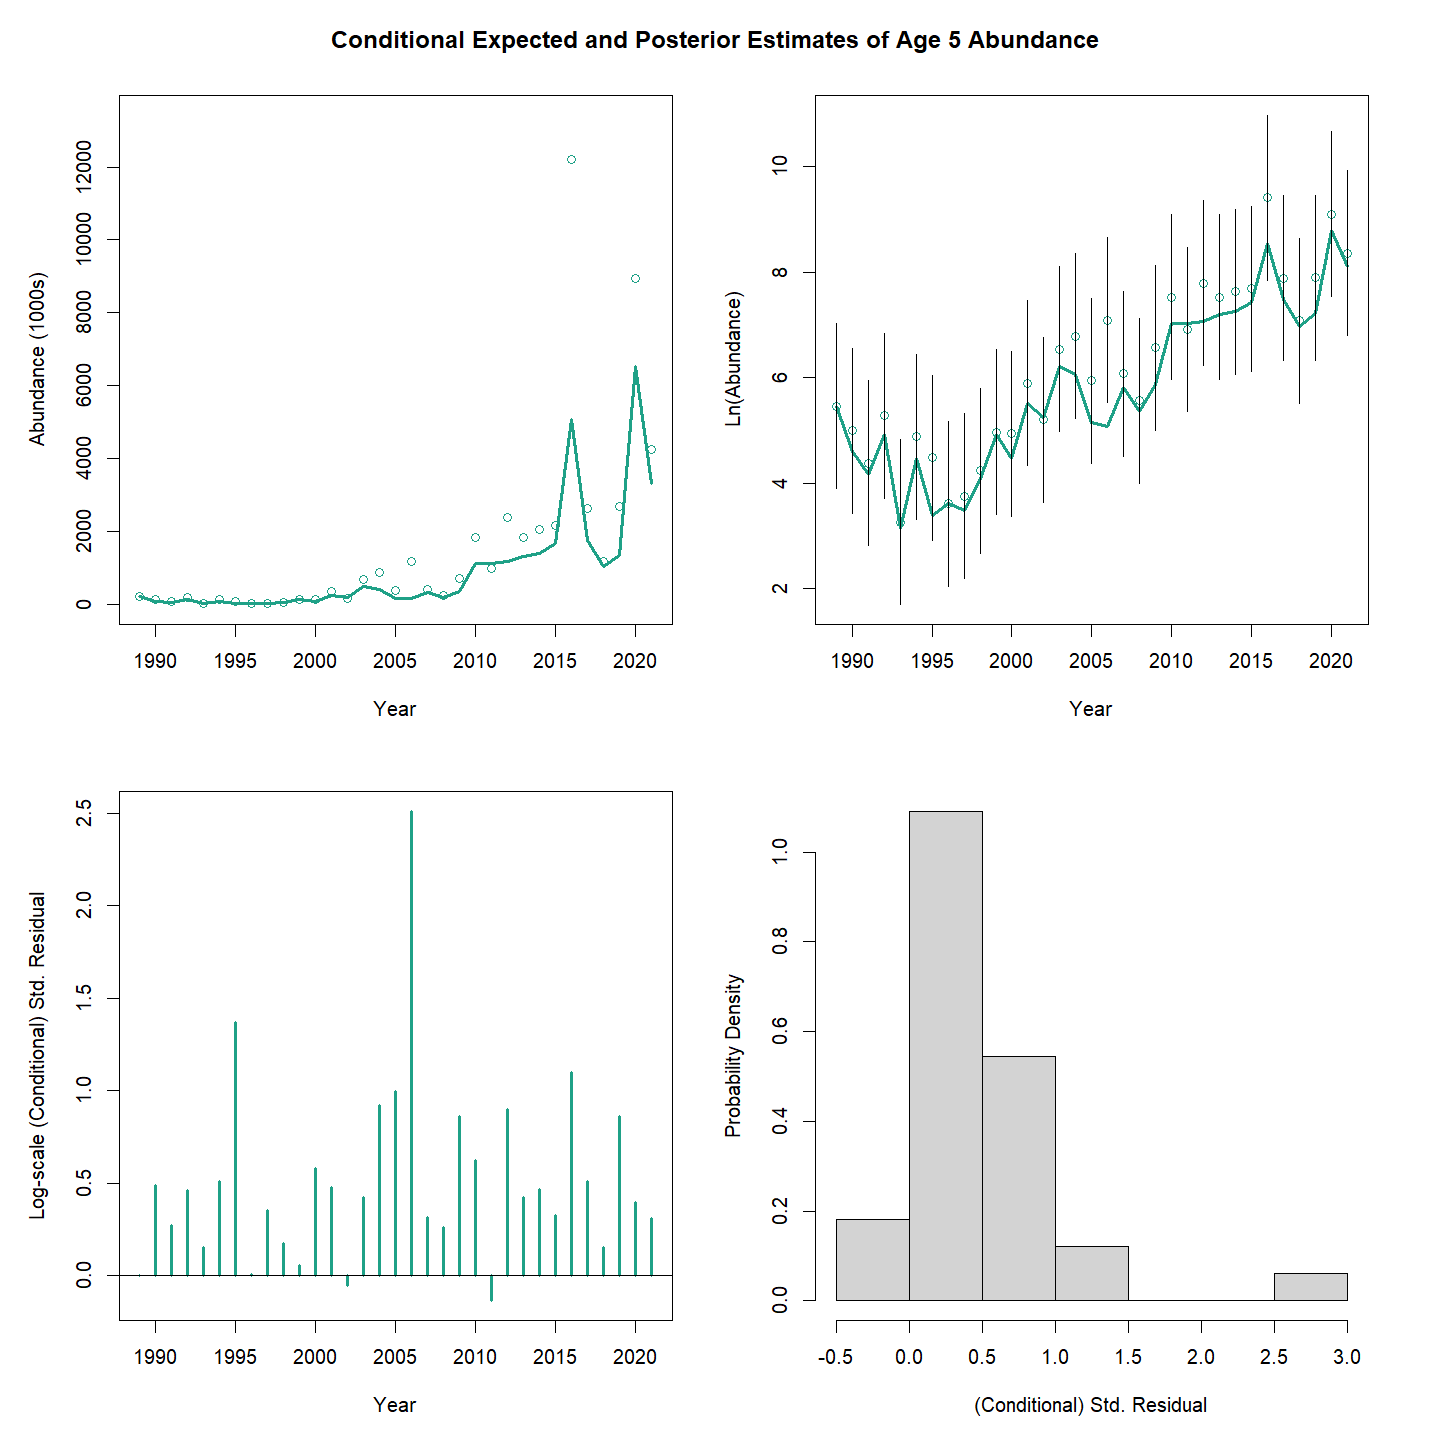 Conditional Expected and Posterior Estimates of Age 5 Abundance
Abundance (1000s)
0 2000 4000 6000 8000 10000 12000
1990 1995 2000 2005 2010 2015 2020
Year
Ln(Abundance)
2 4 6 8 10
1990 1995 2000 2005 2010 2015 2020
Year
Log-scale (Conditional) Std. Residual
0.0 0.5 1.0 1.5 2.0 2.5
1990 1995 2000 2005 2010 2015 2020
Year
Probability Density
0.0 0.2 0.4 0.6 0.8 1.0
-0.5 0.0 0.5 1.0 1.5 2.0 2.5 3.0
(Conditional) Std. Residual